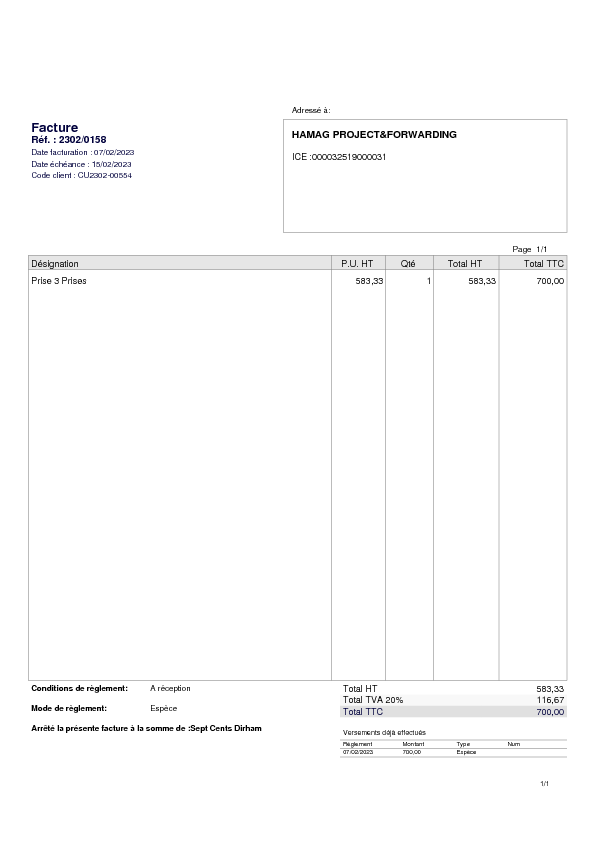 Adressé à:
Facture
Réf. : 2302/0158
Date facturation : 07/02/2023
Date échéance : 15/02/2023
Code client : CU2302-00554
HAMAG PROJECT&FORWARDING
ICE :000032519000031
Page 1/1
Désignation P.U. HT Qté Total HT Total TTC
Prise 3 Prises 583,33 1 583,33 700,00
Conditions de règlement: A réception
Mode de règlement: Espèce
Arrêté la présente facture à la somme de :Sept Cents Dirham
Total HT 583,33
Total TVA 20% 116,67
Total TTC 700,00
Versements déjà effectués
Règlement Montant Type Num
07/02/2023 700,00 Espèce
1/1